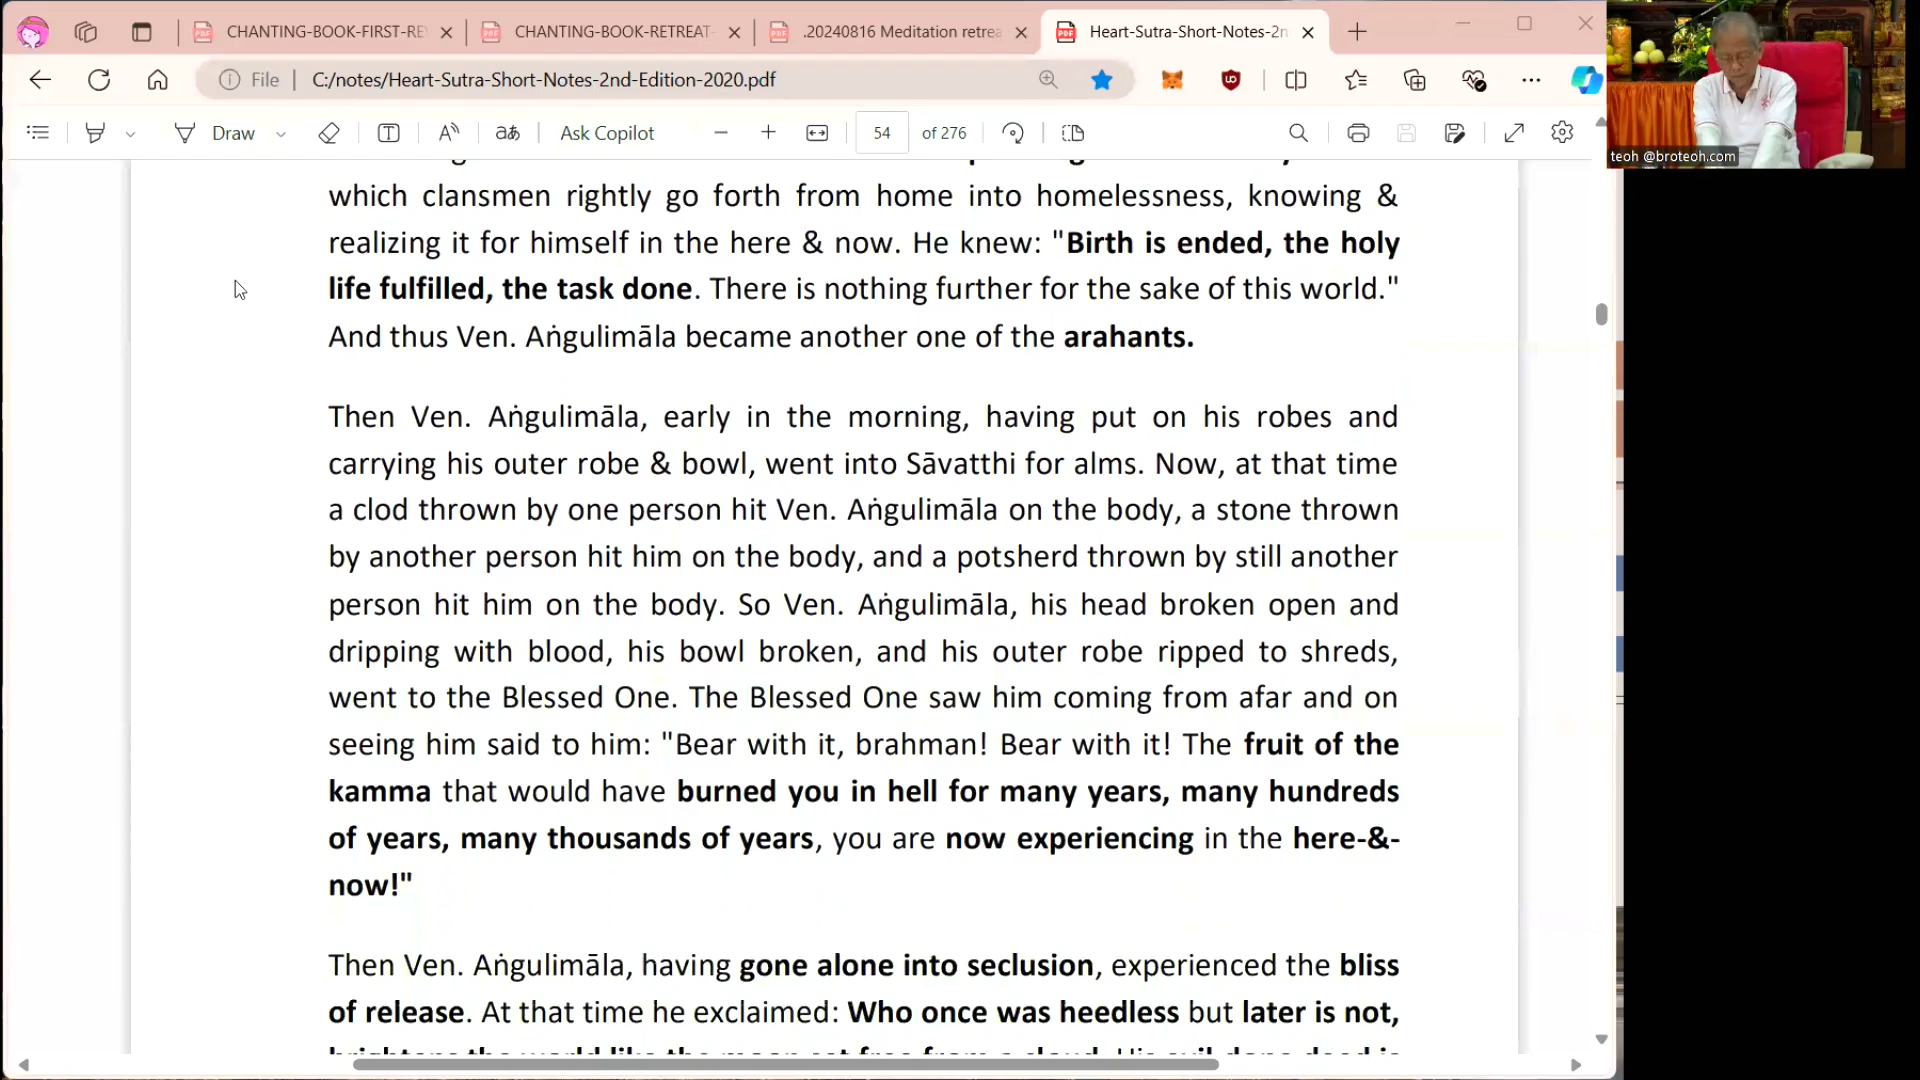 CHANTING-BOOK-FIRST-RE
CHANTING-BOOK-RETREAT-
.20240816 Meditation retrea
Heart-Sutra-Short-Notes-2n
File
C:/notes/Heart-Sutra-Short-Notes-2nd-Edition-2020.pdf
Draw
Ask Copilot
54
of 276
teoh @broteoh.com
which clansmen rightly go forth from home into homelessness, knowing &
realizing it for himself in the here & now. He knew: "Birth is ended, the holy
life fulfilled, the task done. There is nothing further for the sake of this world."
And thus Ven. Aṅgulimāla became another one of the arahants.
Then Ven. Aṅgulimāla, early in the morning, having put on his robes and
carrying his outer robe & bowl, went into Sāvatthi for alms. Now, at that time
a clod thrown by one person hit Ven. Aṅgulimāla on the body, a stone thrown
by another person hit him on the body, and a potsherd thrown by still another
person hit him on the body. So Ven. Aṅgulimāla, his head broken open and
dripping with blood, his bowl broken, and his outer robe ripped to shreds,
went to the Blessed One. The Blessed One saw him coming from afar and on
seeing him said to him: "Bear with it, brahman! Bear with it! The fruit of the
kamma that would have burned you in hell for many years, many hundreds
of years, many thousands of years, you are now experiencing in the here-&-
now!"
Then Ven. Aṅgulimāla, having gone alone into seclusion, experienced the bliss
of release. At that time he exclaimed: Who once was heedless but later is not,